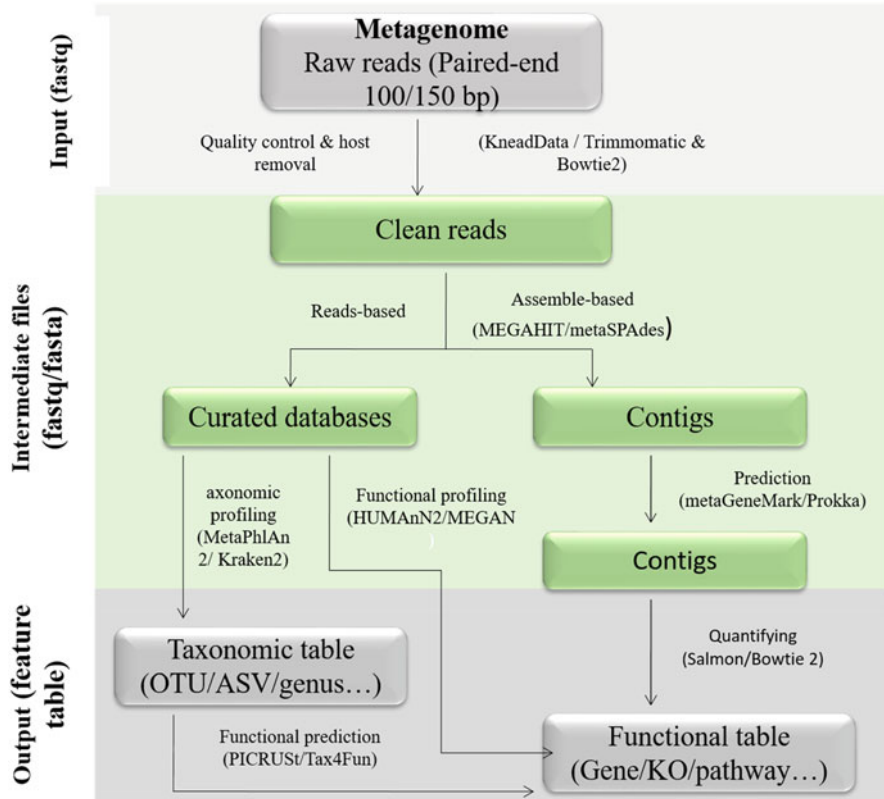 Metagenome
Raw reads (Paired-end
100/150 bp)
Input (fastq)
Quality control & host
removal
(KneadData / Trimmomatic &
Bowtie2)
Clean reads
Reads-based
Assemble-based
(MEGAHIT/metaSPAdes)
Intermediate files
(fastq/fasta)
Curated databases
Contigs
axonomic
profiling
(MetaPhlAn
2/ Kraken2)
Functional profiling
(HUMAnN2/MEGAN
)
Prediction
(metaGeneMark/Prokka)
Contigs
Output (feature
table)
Taxonomic table
(OTU/ASV/genus…)
Quantifying
(Salmon/Bowtie 2)
Functional prediction
(PICRUSt/Tax4Fun)
Functional table
(Gene/KO/pathway…)